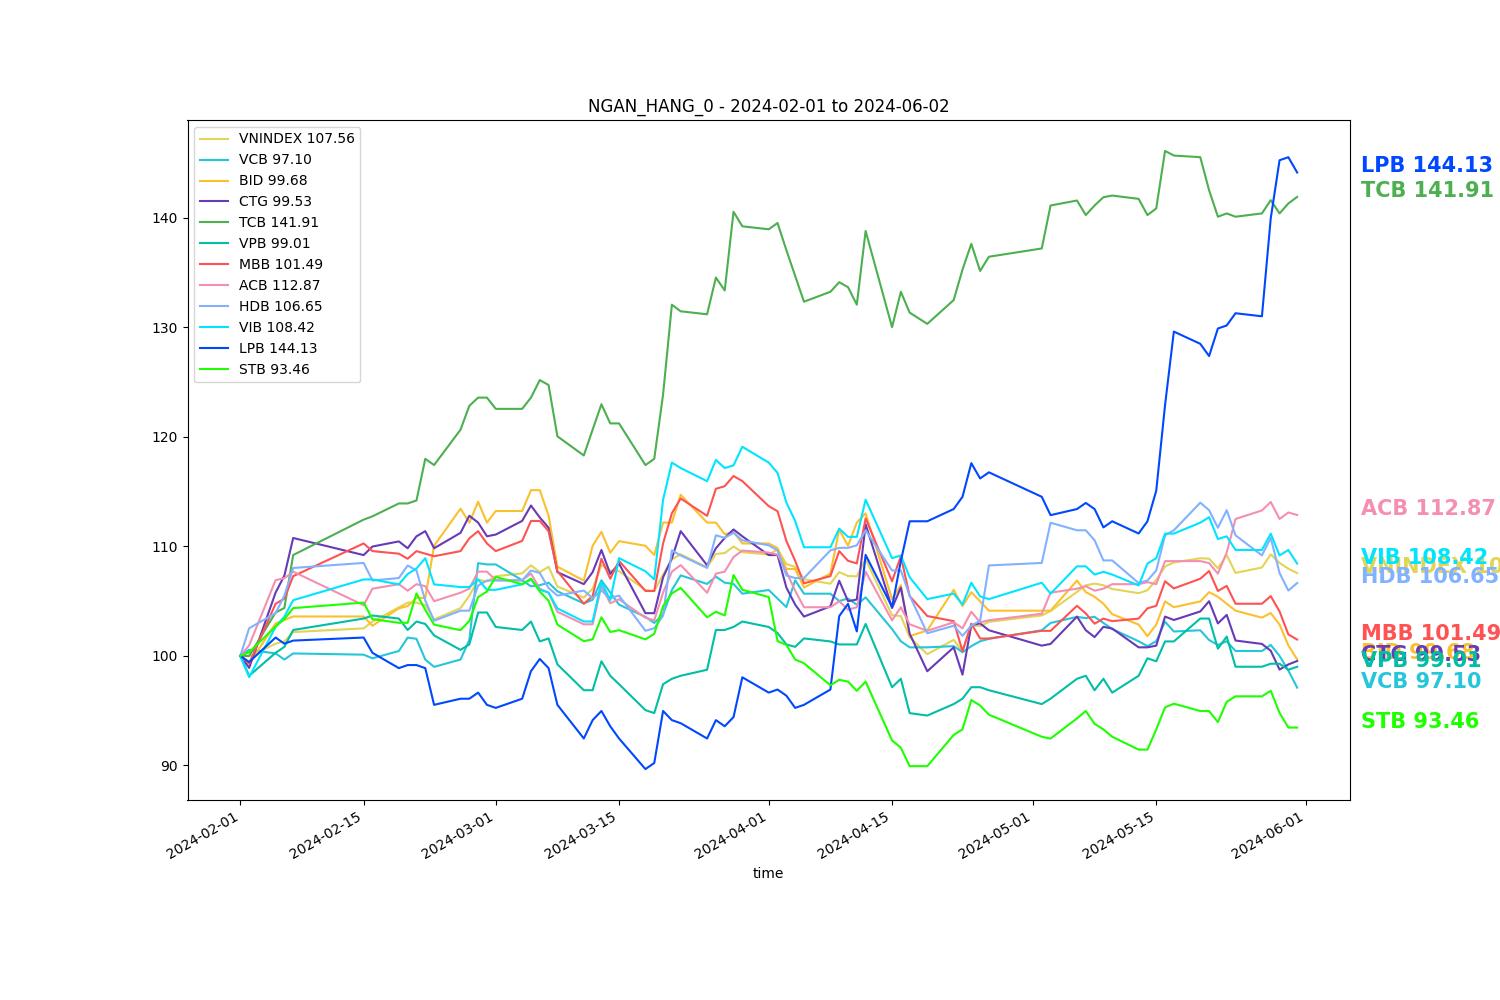 NGAN_HANG_0 - 2024-02-01 to 2024-06-02
VNINDEX 107.56
VCB 97.10
BID 99.68
CTG 99.53
TCB 141.91
VPB 99.01
MBB 101.49
ACB 112.87
HDB 106.65
VIB 108.42
LPB 144.13
STB 93.46
140
130
120
110
100
90
LPB 144.13
TCB 141.91
ACB 112.87
VIB 108.42
HDB 106.65
MBB 101.49
CTG 99.53
VPB 99.01
VCB 97.10
STB 93.46
2024-02-01
2024-02-15
2024-03-01
2024-03-15
2024-04-01
2024-04-15
2024-05-01
2024-05-15
2024-06-01
time